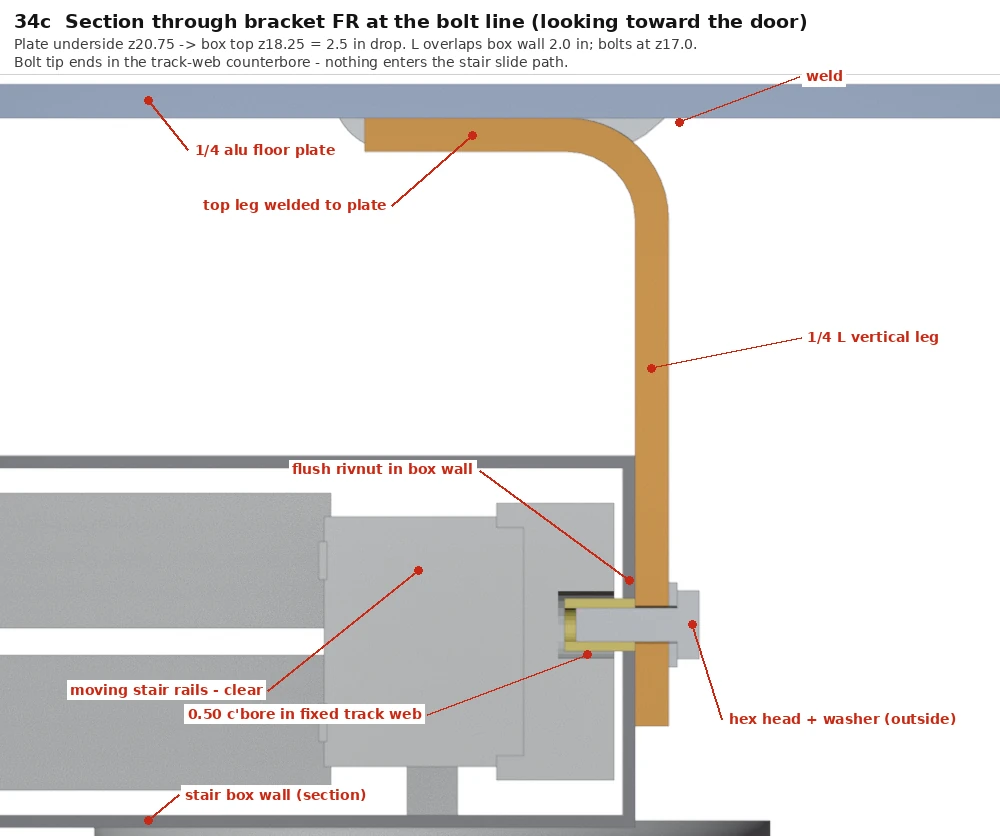 34c Section through bracket FR at the bolt line (looking toward the door)
Plate underside z20.75 -> box top z18.25 = 2.5 in drop. L overlaps box wall 2.0 in; bolts at z17.0.
Bolt tip ends in the track-web counterbore - nothing enters the stair slide path.
weld
1/4 alu floor plate
top leg welded to plate
1/4 L vertical leg
flush rivnut in box wall
moving stair rails - clear
0.50 c'bore in fixed track web
hex head + washer (outside)
stair box wall (section)